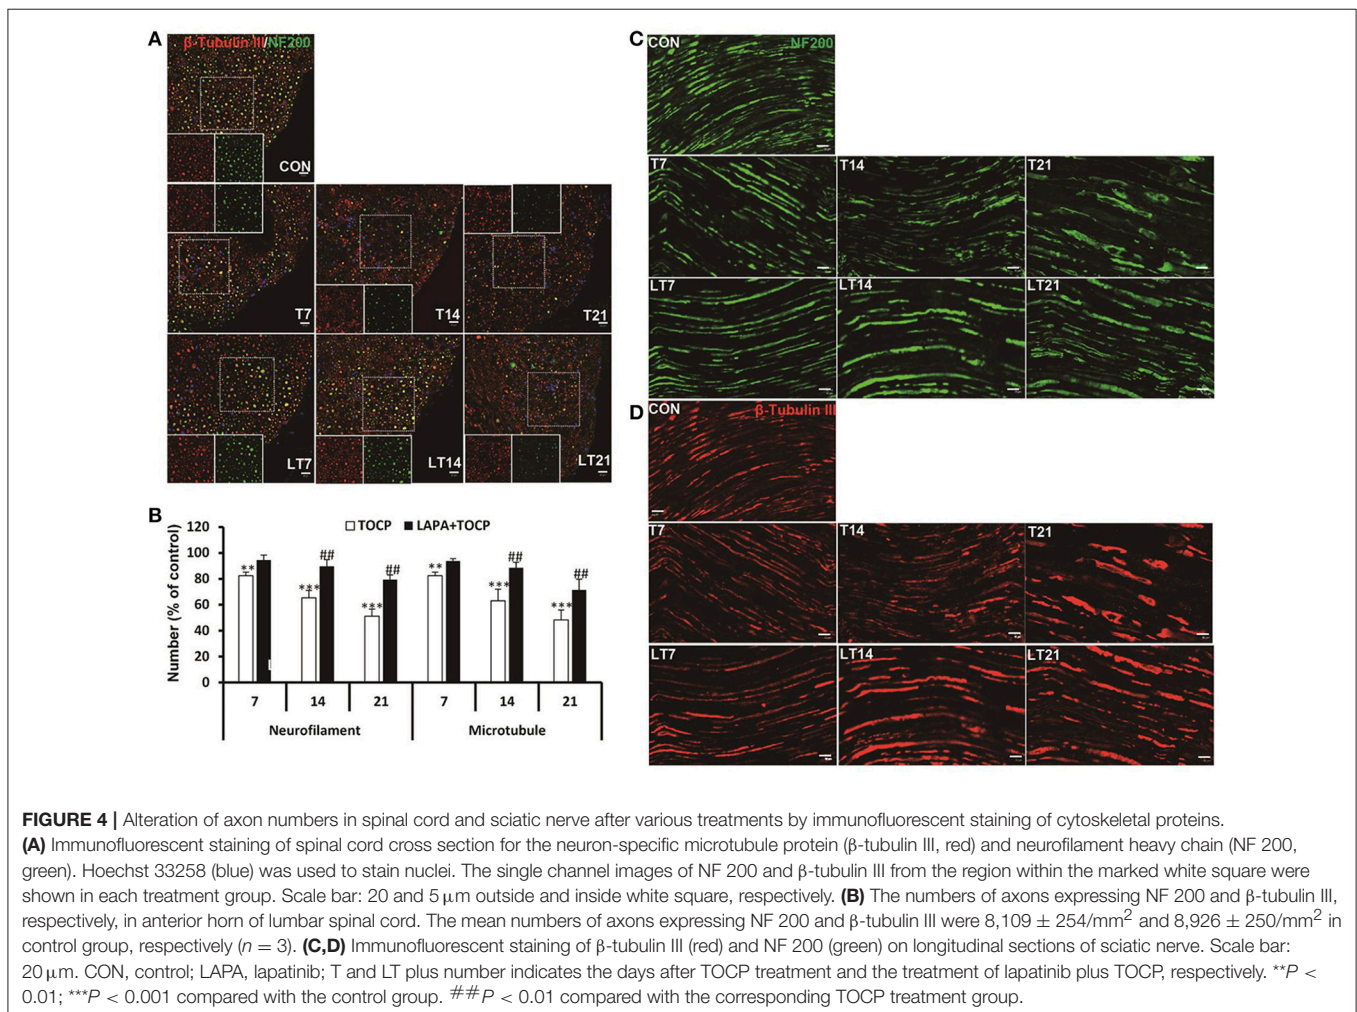 A
β-Tubulin III/NF200
CON
T7
T14
T21
LT7
LT14
LT21
B
TOCP
LAPA+TOCP
Number (% of control)
120
100
80
60
40
20
0
**
***
##
***
##
**
***
##
***
##
7
14
21
7
14
21
Neurofilament
Microtubule
C
CON
NF200
T7
T14
T21
LT7
LT14
LT21
D
CON
β-Tubulin III
T7
T14
T21
LT7
LT14
LT21
FIGURE 4 | Alteration of axon numbers in spinal cord and sciatic nerve after various treatments by immunofluorescent staining of cytoskeletal proteins.
(A) Immunofluorescent staining of spinal cord cross section for the neuron-specific microtubule protein (β-tubulin III, red) and neurofilament heavy chain (NF 200,
green). Hoechst 33258 (blue) was used to stain nuclei. The single channel images of NF 200 and β-tubulin III from the region within the marked white square were
shown in each treatment group. Scale bar: 20 and 5 μm outside and inside white square, respectively. (B) The numbers of axons expressing NF 200 and β-tubulin III,
respectively, in anterior horn of lumbar spinal cord. The mean numbers of axons expressing NF 200 and β-tubulin III were 8,109 ± 254/mm² and 8,926 ± 250/mm² in
control group, respectively (n = 3). (C,D) Immunofluorescent staining of β-tubulin III (red) and NF 200 (green) on longitudinal sections of sciatic nerve. Scale bar:
20 μm. CON, control; LAPA, lapatinib; T and LT plus number indicates the days after TOCP treatment and the treatment of lapatinib plus TOCP, respectively. **P <
0.01; ***P < 0.001 compared with the control group. ##P < 0.01 compared with the corresponding TOCP treatment group.